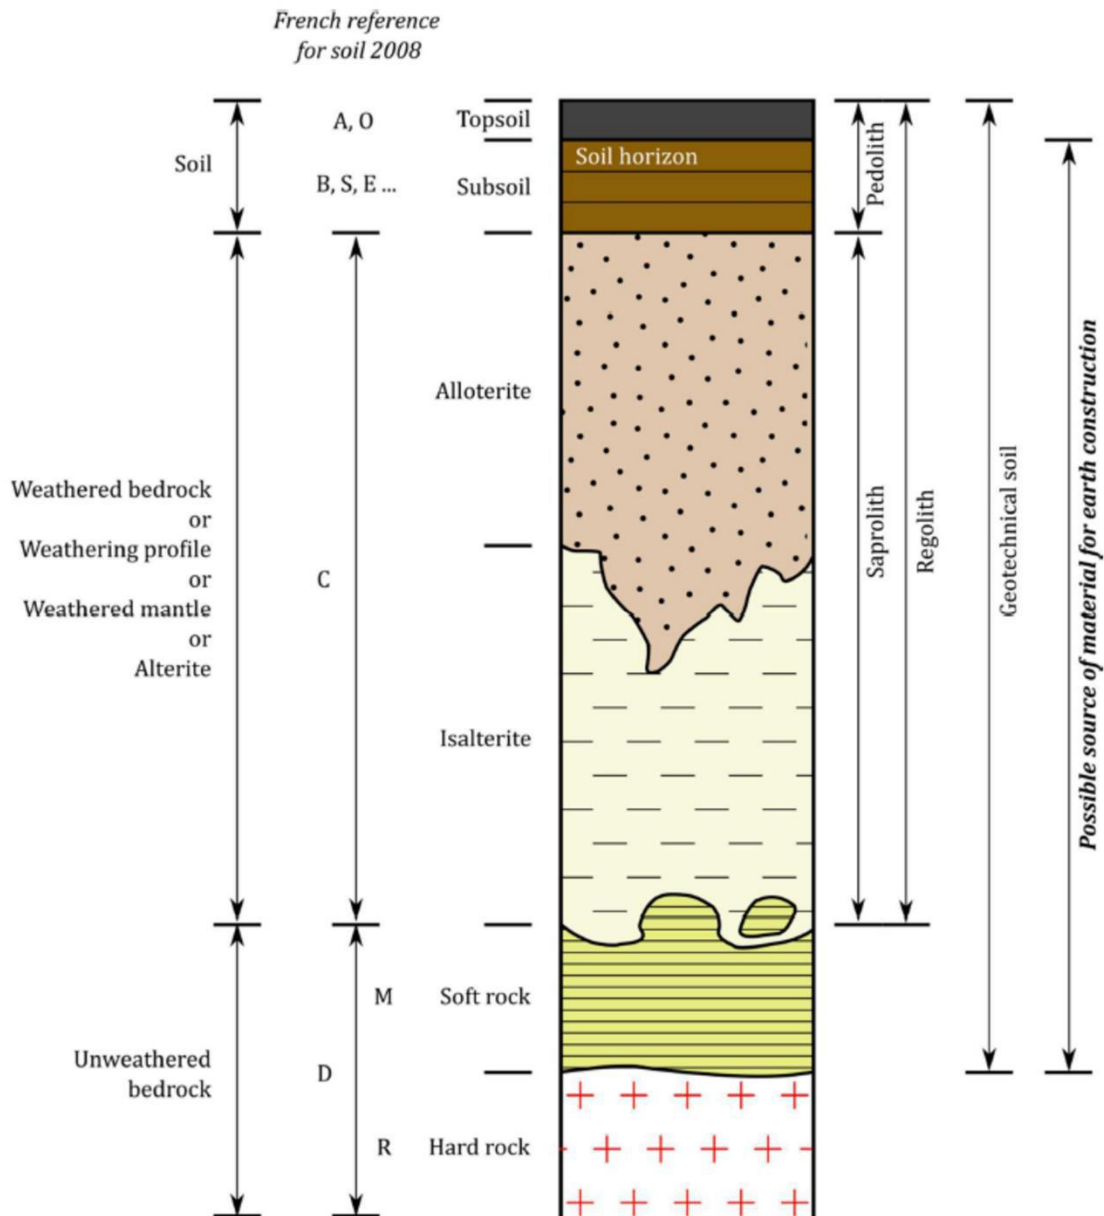 French reference
for soil 2008
A, O
Topsoil
Soil
Soil horizon
B, S, E ...
Subsoil
Pedolith
Alloterite
Weathered bedrock
or
Weathering profile
or
Weathered mantle
or
Alterite
C
Saprolith
Regolith
Geotechnical soil
Possible source of material for earth construction
Isalterite
M
Soft rock
Unweathered
bedrock
D
R
Hard rock